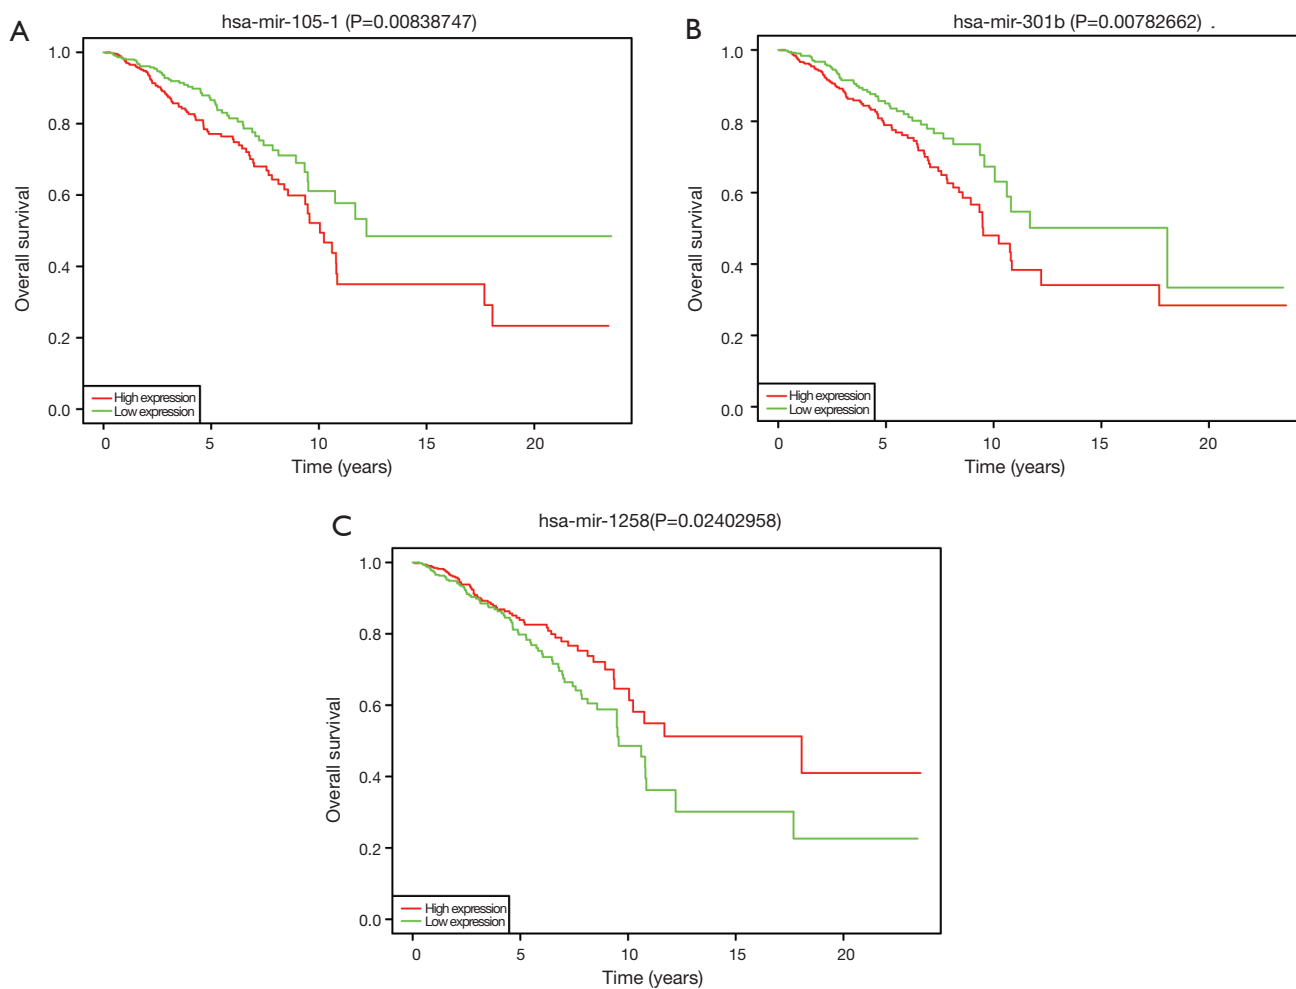 A
hsa-mir-105-1 (P=0.00838747)
1.0
0.8
0.6
0.4
0.2
0.0
Overall survival
High expression
Low expression
0 5 10 15 20
Time (years)
B
hsa-mir-301b (P=0.00782662) .
1.0
0.8
0.6
0.4
0.2
0.0
Overall survival
High expression
Low expression
0 5 10 15 20
Time (years)
C
hsa-mir-1258(P=0.02402958)
1.0
0.8
0.6
0.4
0.2
0.0
Overall survival
High expression
Low expression
0 5 10 15 20
Time (years)